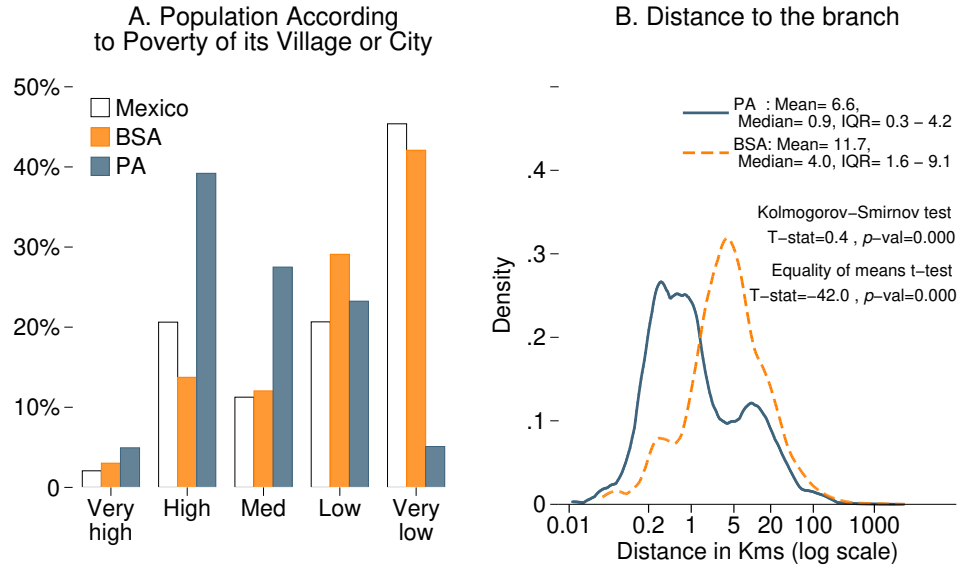 A. Population According
to Poverty of its Village or City
50%
40%
30%
20%
10%
0
Mexico
BSA
PA
Very
high
High
Med
Low
Very
low
B. Distance to the branch
PA : Mean= 6.6,
Median= 0.9, IQR= 0.3 − 4.2
BSA: Mean= 11.7,
Median= 4.0, IQR= 1.6 − 9.1
Kolmogorov−Smirnov test
T−stat=0.4 , p−val=0.000
Equality of means t−test
T−stat=−42.0 , p−val=0.000
Density
.4
.3
.2
.1
0
0.01 0.2 1 5 20 100 1000
Distance in Kms (log scale)